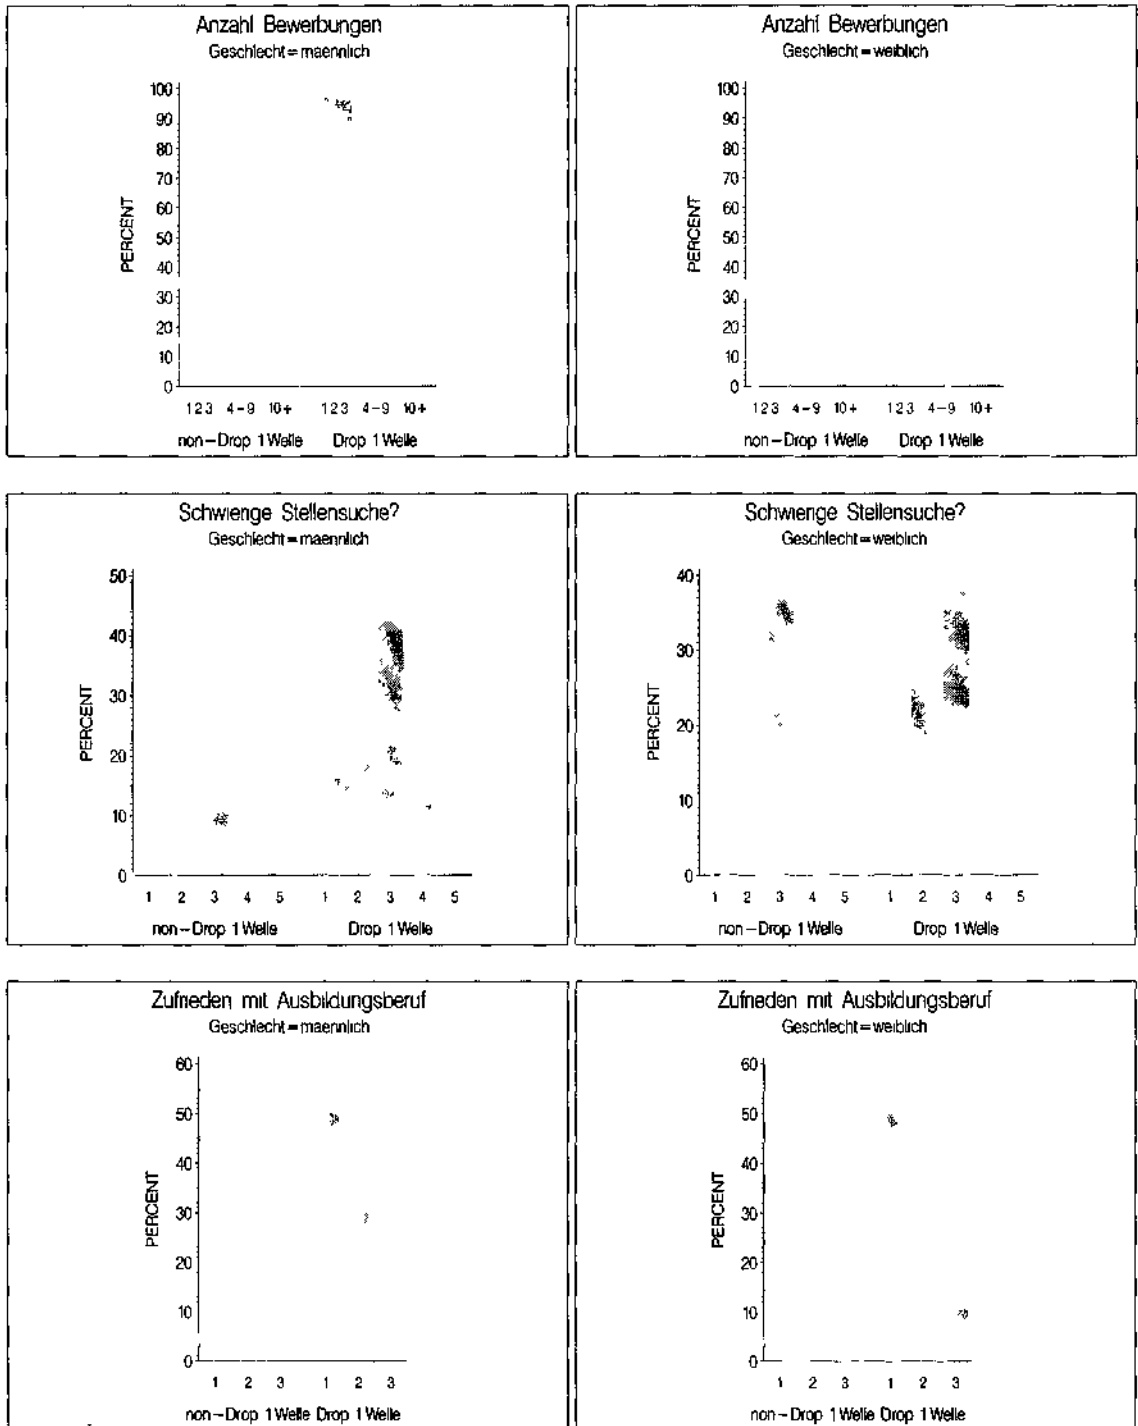 Anzahl Bewerbungen
Geschlecht=maennlich
PERCENT
100
90
80
70
60
50
40
30
20
10
0
123 4-9 10+ 123 4-9 10+
non-Drop 1 Welle Drop 1 Welle
Anzahl Bewerbungen
Geschlecht=weiblich
PERCENT
100
90
80
70
60
50
40
30
20
10
0
123 4-9 10+ 123 4-9 10+
non-Drop 1 Welle Drop 1 Welle
Schwierige Stellensuche?
Geschlecht=maennlich
PERCENT
50
40
30
20
10
0
1 2 3 4 5 1 2 3 4 5
non-Drop 1 Welle Drop 1 Welle
Schwierige Stellensuche?
Geschlecht=weiblich
PERCENT
40
30
20
10
0
1 2 3 4 5 1 2 3 4 5
non-Drop 1 Welle Drop 1 Welle
Zufrieden mit Ausbildungsberuf
Geschlecht=maennlich
PERCENT
60
50
40
30
20
10
0
1 2 3 1 2 3
non-Drop 1 Welle Drop 1 Welle
Zufrieden mit Ausbildungsberuf
Geschlecht=weiblich
PERCENT
60
50
40
30
20
10
0
1 2 3 1 2 3
non-Drop 1 Welle Drop 1 Welle